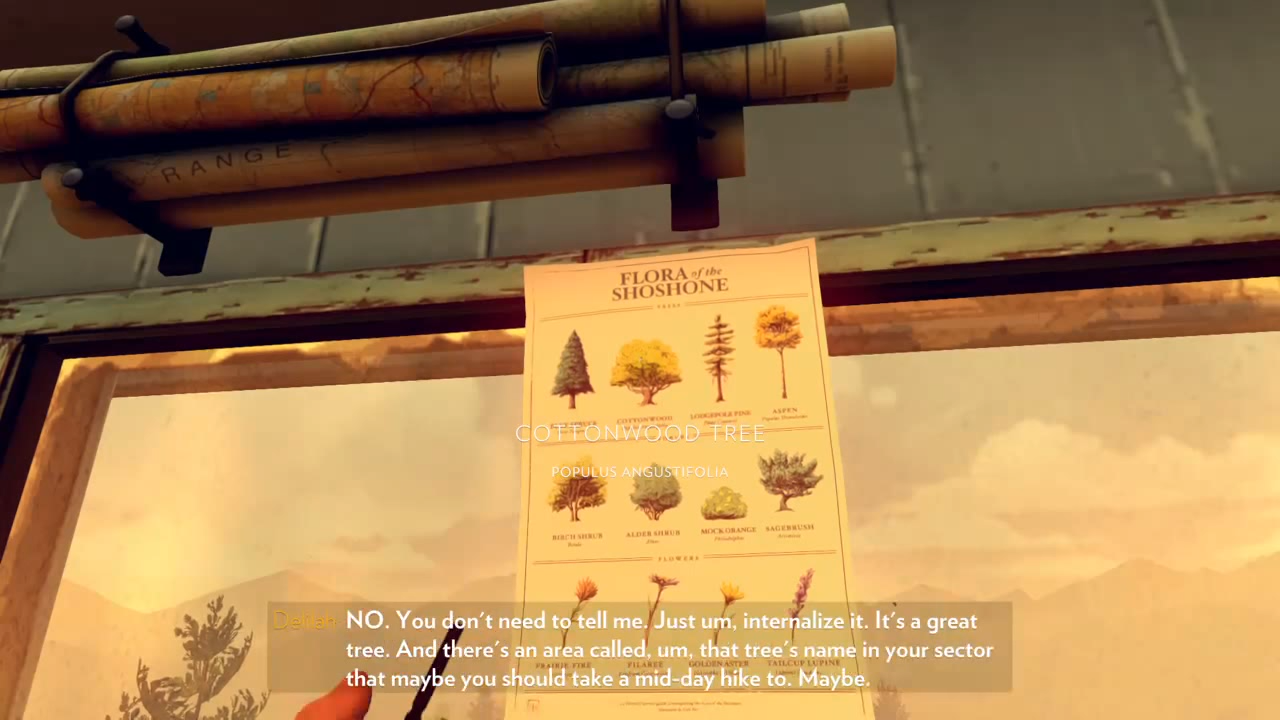 RANGE
FLORA of the
SHOSHONE
TREES
COTTONWOOD
LODGEPOLE PINE
ASPEN
COTTONWOOD TREE
POPULUS ANGUSTIFOLIA
BIRCH SHRUB
ALDER SHRUB
MOCK ORANGE
SAGEBRUSH
Philadelphus
FLOWERS
Delilah NO. You don't need to tell me. Just um, internalize it. It's a great
tree. And there's an area called, um, that tree's name in your sector
that maybe you should take a mid-day hike to. Maybe.
PRAIRIE FIRE
FILAREE
GOLDENASTER
TAILCUP LUPINE